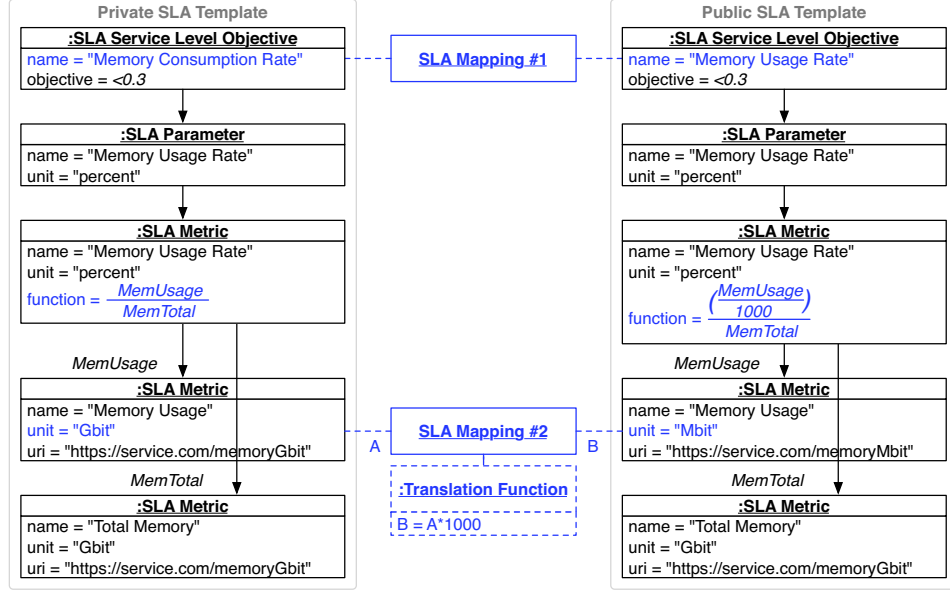 Private SLA Template
:SLA Service Level Objective
name = "Memory Consumption Rate"
objective = <0.3
:SLA Parameter
name = "Memory Usage Rate"
unit = "percent"
:SLA Metric
name = "Memory Usage Rate"
unit = "percent"
function = MemUsage
MemTotal
MemUsage
:SLA Metric
name = "Memory Usage"
unit = "Gbit"
uri = "https://service.com/memoryGbit"
MemTotal
:SLA Metric
name = "Total Memory"
unit = "Gbit"
uri = "https://service.com/memoryGbit"
SLA Mapping #1
A
SLA Mapping #2
B
:Translation Function
B = A*1000
Public SLA Template
:SLA Service Level Objective
name = "Memory Usage Rate"
objective = <0.3
:SLA Parameter
name = "Memory Usage Rate"
unit = "percent"
:SLA Metric
name = "Memory Usage Rate"
unit = "percent"
function = (MemUsage
1000)
MemTotal
MemUsage
:SLA Metric
name = "Memory Usage"
unit = "Mbit"
uri = "https://service.com/memoryMbit"
MemTotal
:SLA Metric
name = "Total Memory"
unit = "Gbit"
uri = "https://service.com/memoryGbit"